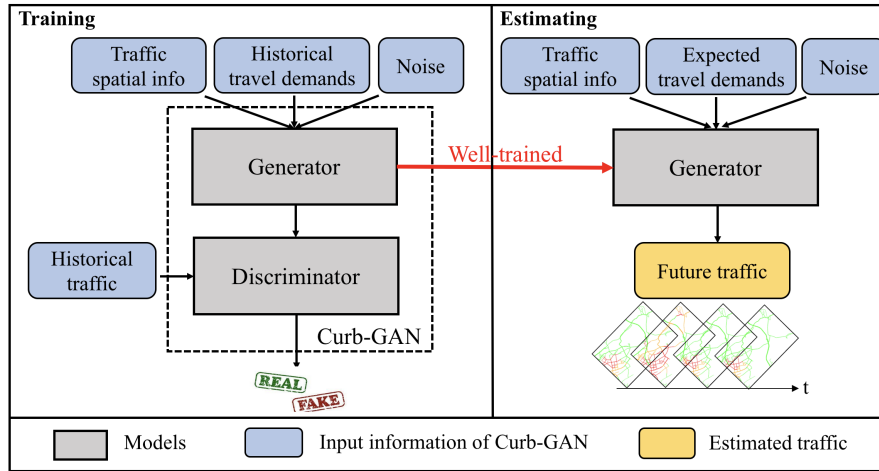 Training
Traffic
spatial info
Historical
travel demands
Noise
Generator
Well-trained
Historical
traffic
Discriminator
Curb-GAN
REAL
FAKE
Estimating
Traffic
spatial info
Expected
travel demands
Noise
Generator
Future traffic
t
Models
Input information of Curb-GAN
Estimated traffic